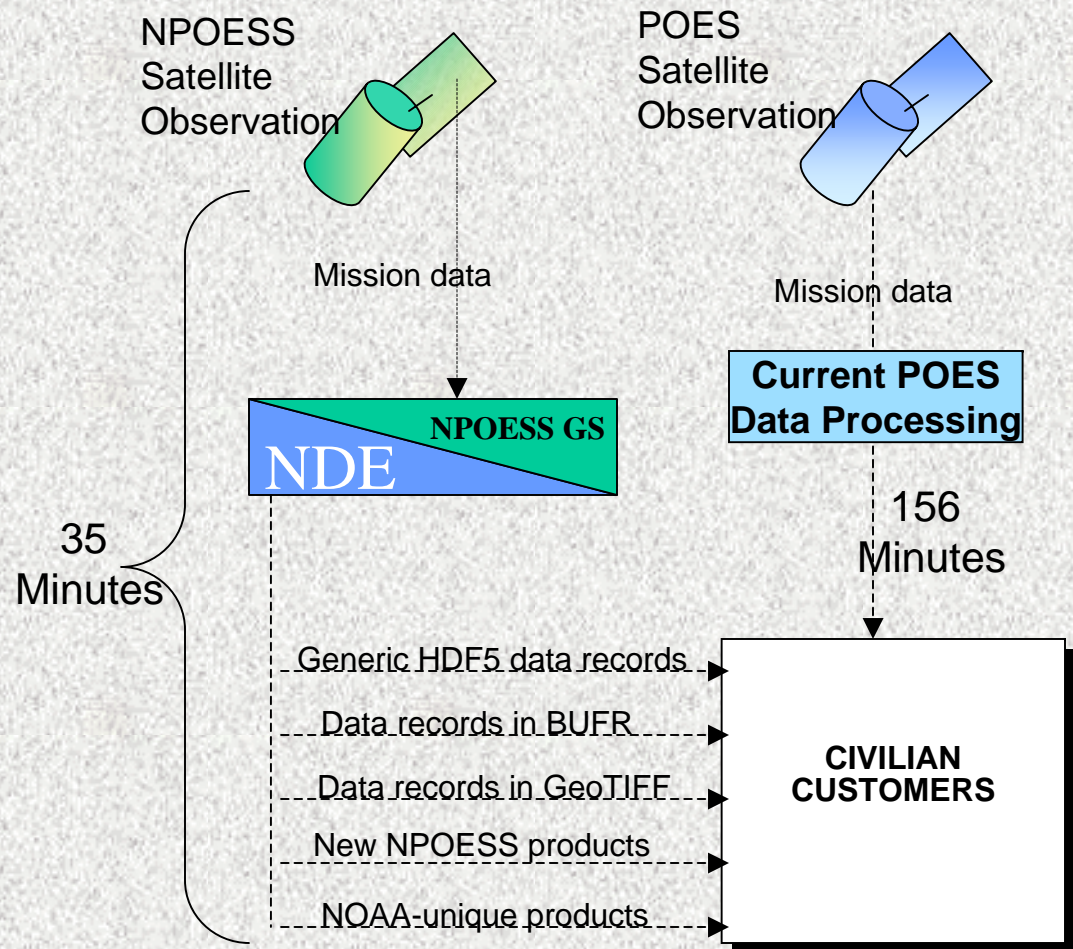 NPOESS
Satellite
Observation
POES
Satellite
Observation
Mission data
Mission data
Current POES
Data Processing
NPOESS GS
NDE
156
Minutes
35
Minutes
Generic HDF5 data records
Data records in BUFR
Data records in GeoTIFF
New NPOESS products
NOAA-unique products
CIVILIAN
CUSTOMERS